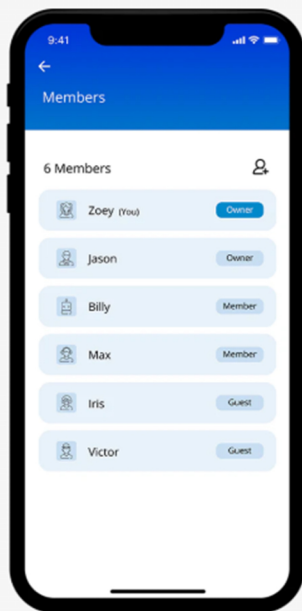 9:41
Members
6 Members
Zoey (You) Owner
Jason Owner
Billy Member
Max Member
Iris Guest
Victor Guest